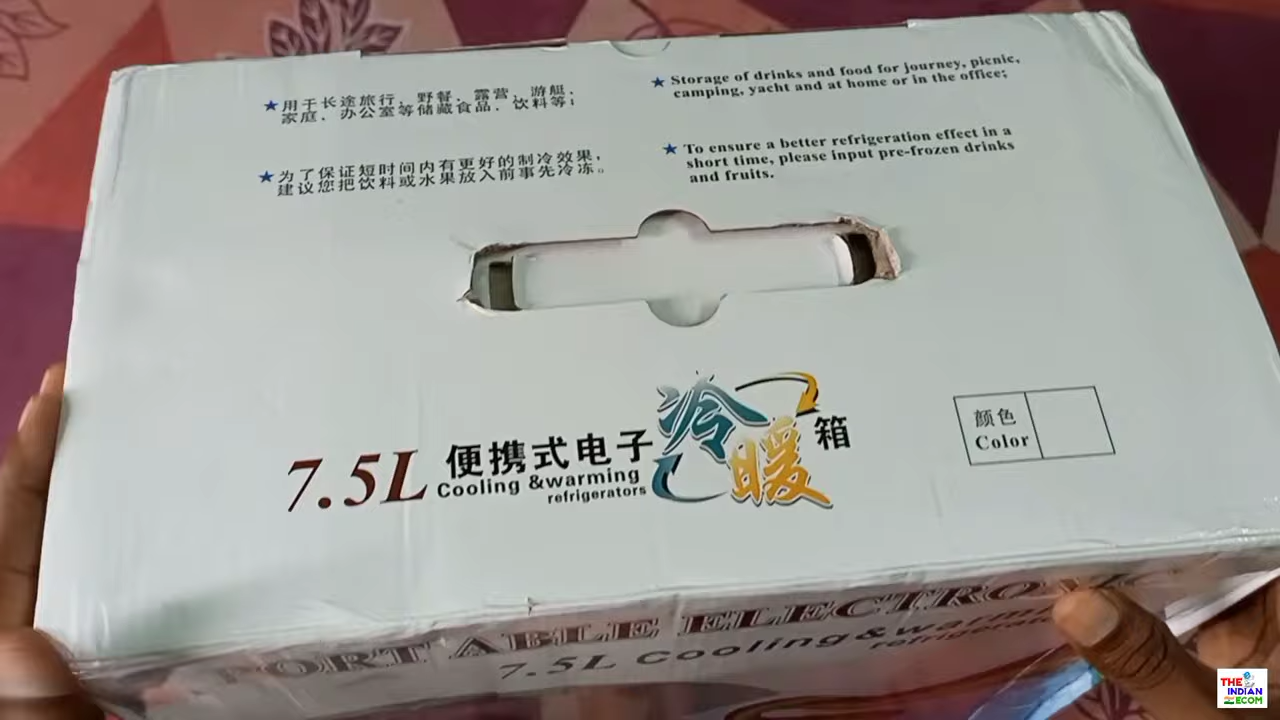 ★用于长途旅行、野餐、露营、游艇、
家庭、办公室等储藏食品、饮料等;
★为了保证短时间内有更好的制冷效果,
建议您把饮料或水果放入前事先冷冻。
★ Storage of drinks and food for journey, picnic,
camping, yacht and at home or in the office;
★ To ensure a better refrigeration effect in a
short time, please input pre-frozen drinks
and fruits.
7.5L 便携式电子冷暖箱
Cooling &warming
refrigerators
颜色
Color
PORTABLE ELECTRONIC
7.5L Cooling&warming
refrigerators
THE
INDIAN
ECOM